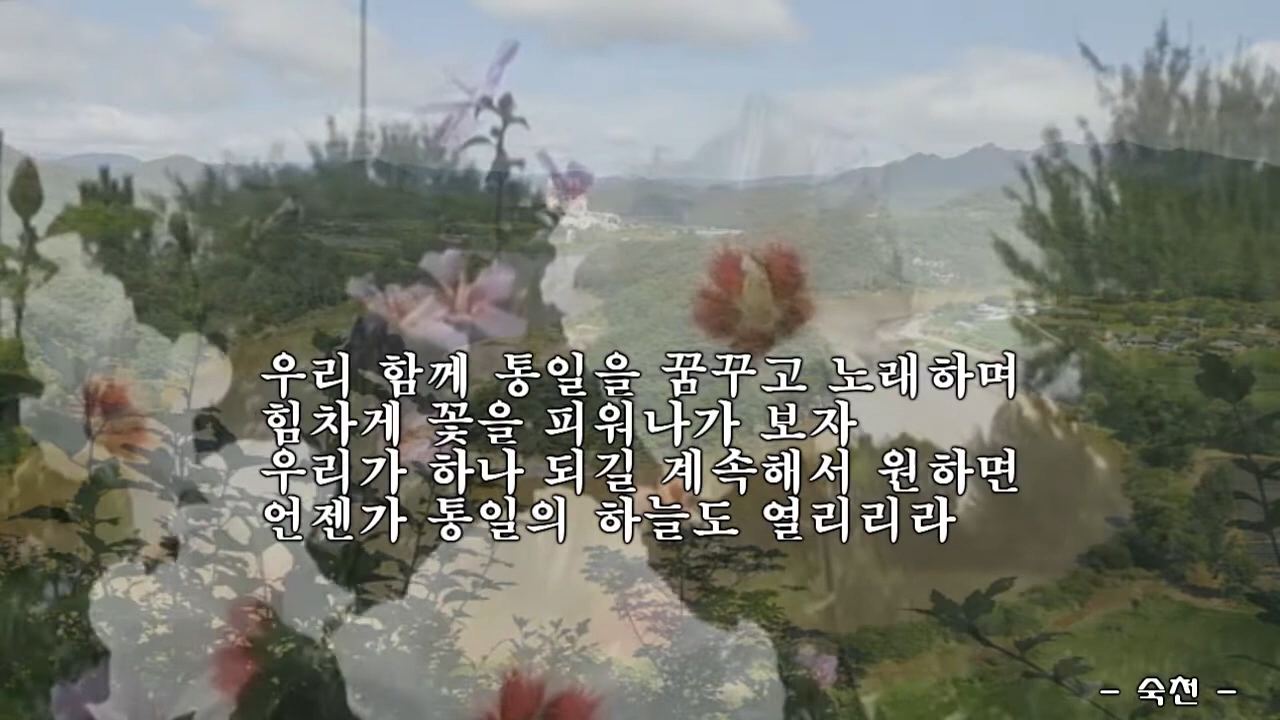 우리 함께 통일을 꿈꾸고 노래하며
힘차게 꽃을 피워나가 보자
우리가 하나 되길 계속해서 원하면
언젠가 통일의 하늘도 열리리라
- 숙천 -